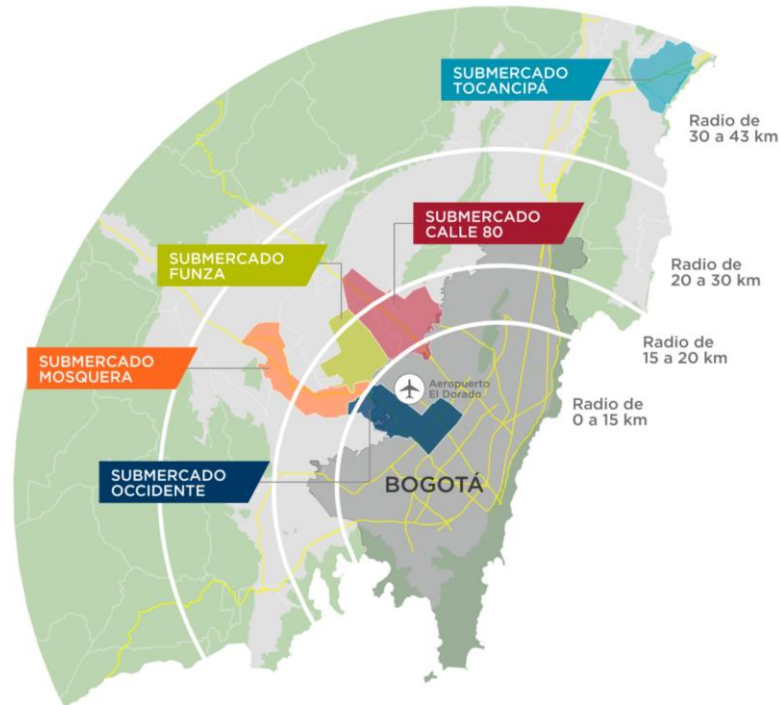 SUBMERCADO
TOCANCIPÁ
Radio de
30 a 43 km
SUBMERCADO
CALLE 80
SUBMERCADO
FUNZA
Radio de
20 a 30 km
Radio de
15 a 20 km
SUBMERCADO
MOSQUERA
Aeropuerto
El Dorado
Radio de
0 a 15 km
SUBMERCADO
OCCIDENTE
BOGOTÁ